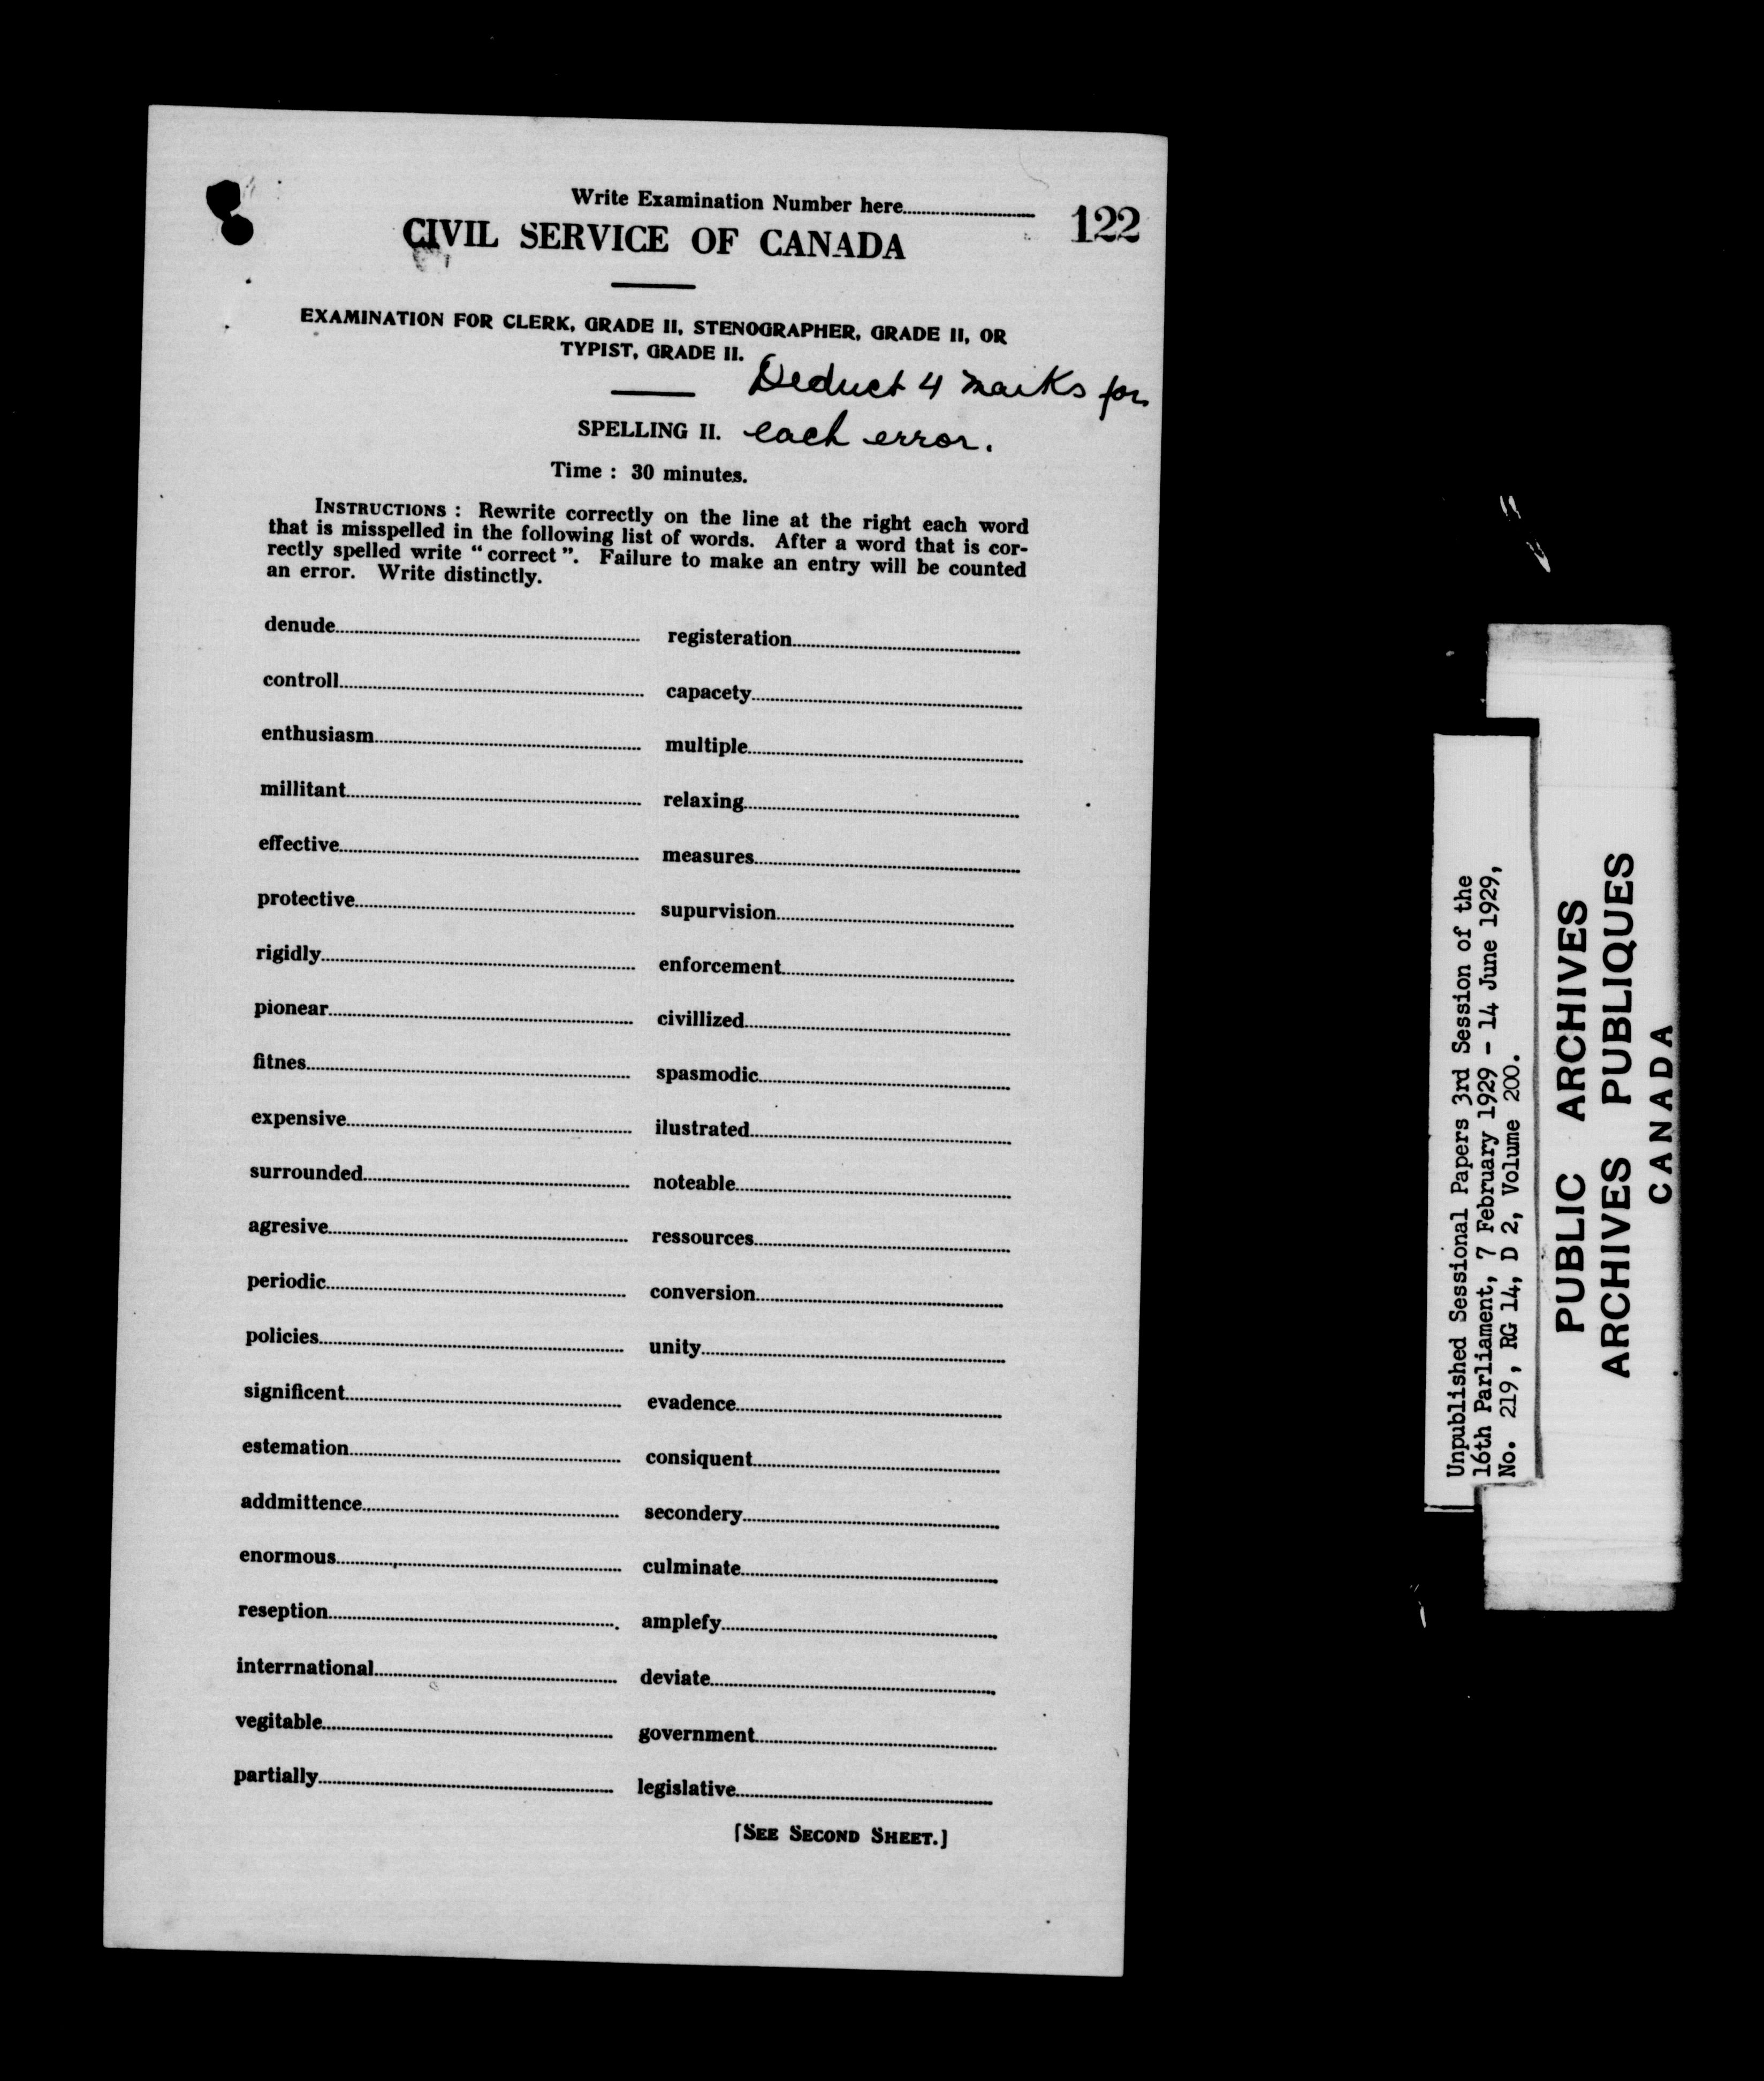 Write Examination Number here
122
CIVIL SERVICE OF CANADA
EXAMINATION FOR CLERK, GRADE II, STENOGRAPHER, GRADE II, OR
TYPIST, GRADE II.
Deduct 4 marks for
SPELLING II. each error.
Time : 30 minutes.
INSTRUCTIONS : Rewrite correctly on the line at the right each word
that is misspelled in the following list of words. After a word that is cor-
rectly spelled write "correct". Failure to make an entry will be counted
an error. Write distinctly.
denude
controll
enthusiasm
millitant
effective
protective
rigidly
pionear
fitnes
expensive
surrounded
agresive
periodic
policies
significent
estemation
addmittence
enormous
reseption
interrnational
vegitable
partially
registeration
capacety
multiple
relaxing
measures
supurvision
enforcement
civillized
spasmodic
ilustrated
noteable
ressources
conversion
unity
evadence
consiquent
secondery
culminate
amplefy
deviate
government
legislative
[SEE SECOND SHEET.]
Unpublished Sessional Papers 3rd Session of the
16th Parliament, 7 February 1929 - 14 June 1929,
No. 219, RG 14, D 2, Volume 200.
PUBLIC ARCHIVES
ARCHIVES PUBLIQUES
CANADA